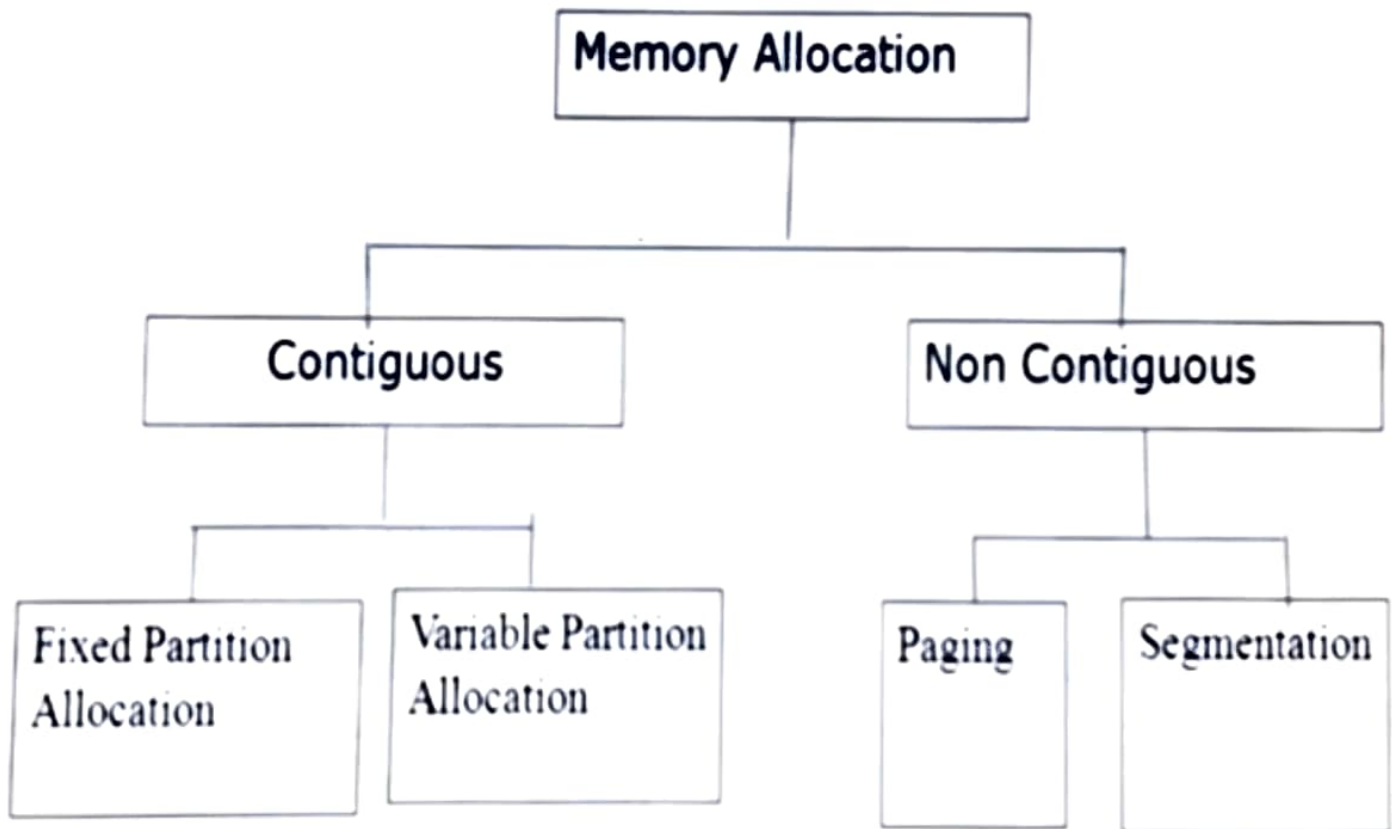 Memory Allocation
Contiguous
Non Contiguous
Fixed Partition
Allocation
Variable Partition
Allocation
Paging
Segmentation